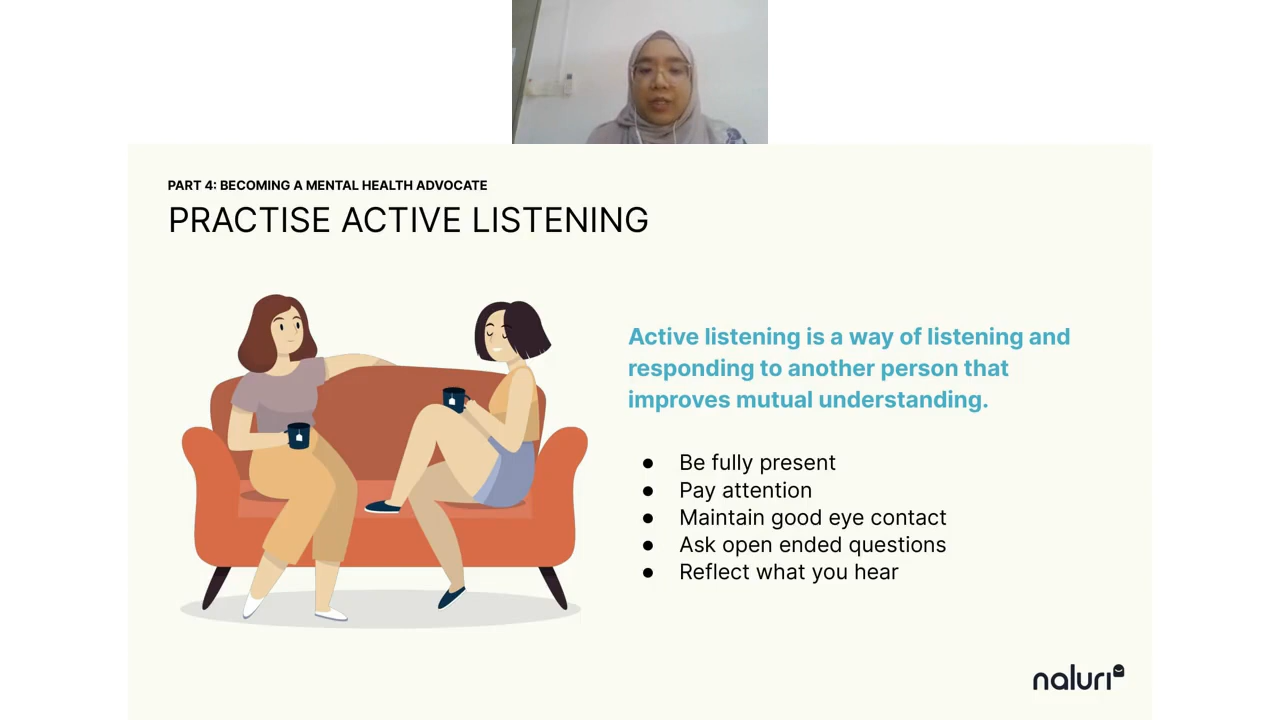 PART 4: BECOMING A MENTAL HEALTH ADVOCATE
PRACTISE ACTIVE LISTENING
Active listening is a way of listening and
responding to another person that
improves mutual understanding.
● Be fully present
● Pay attention
● Maintain good eye contact
● Ask open ended questions
● Reflect what you hear
naluri